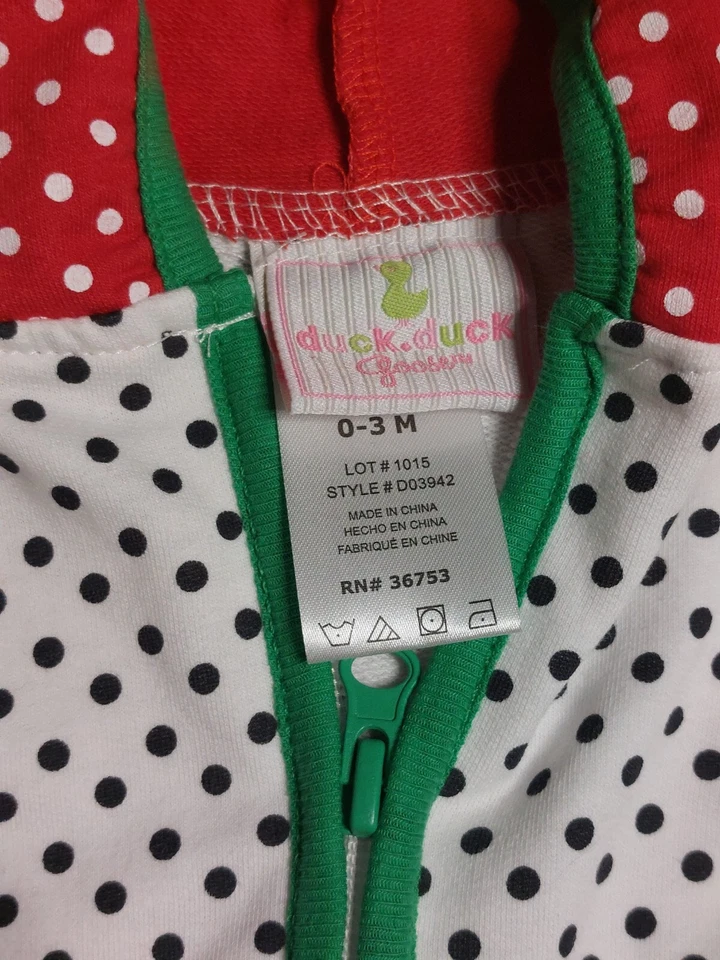 duck.duck
goosey
0-3 M
LOT # 1015
STYLE # D03942
MADE IN CHINA
HECHO EN CHINA
FABRIQUÉ EN CHINE
RN# 36753